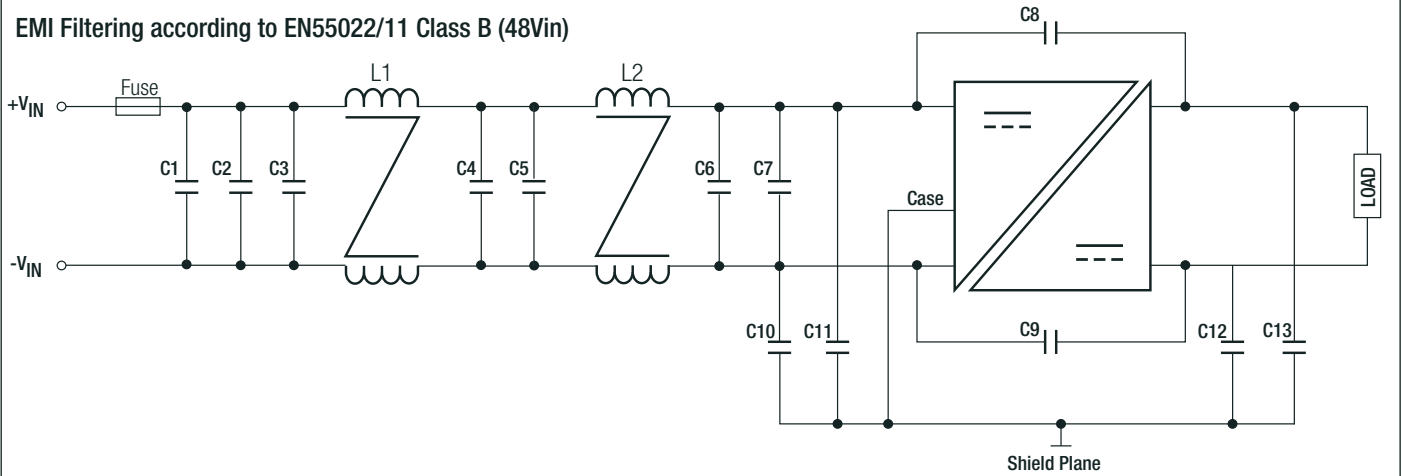 EMI Filtering according to EN55022/11 Class B (48Vin)
C8
L1
L2
Fuse
+VIN
C1
C2
C3
C4
C5
C6
C7
Case
LOAD
-VIN
C10
C11
C9
C12
C13
Shield Plane